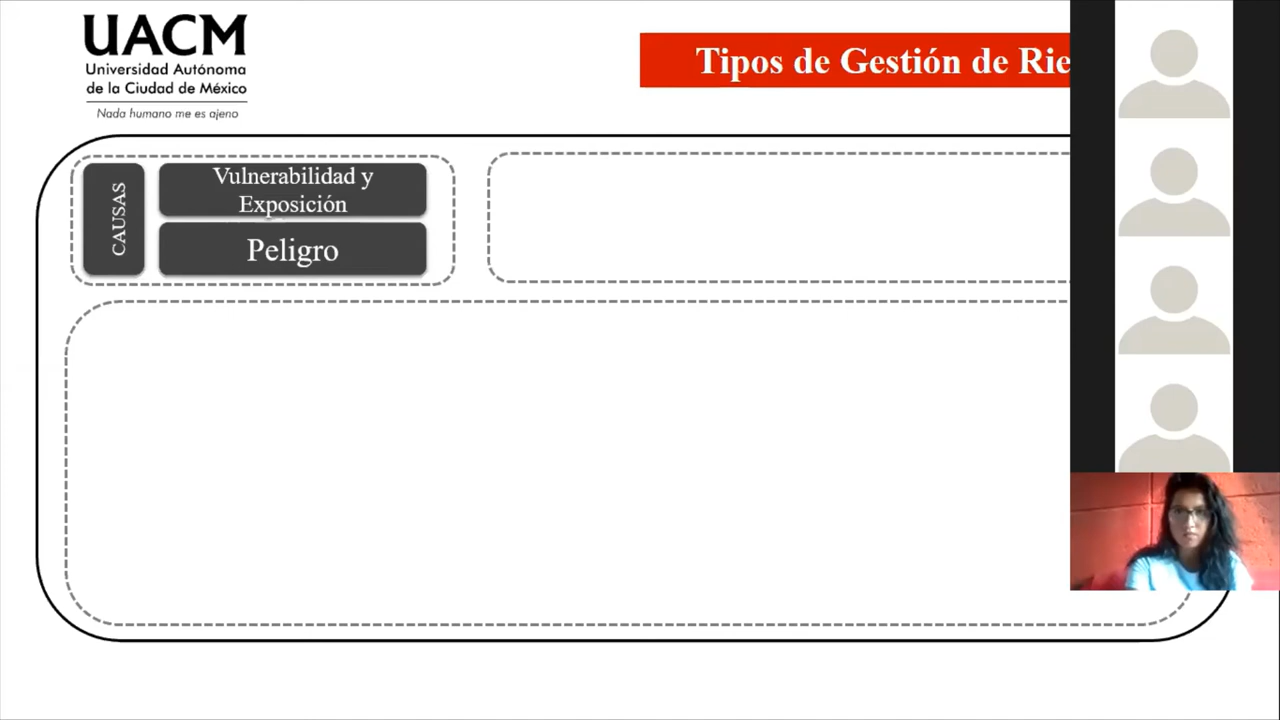 UACM
Universidad Autónoma
de la Ciudad de México
Nada humano me es ajeno
Tipos de Gestión de Rie
CAUSAS
Vulnerabilidad y
Exposición
Peligro